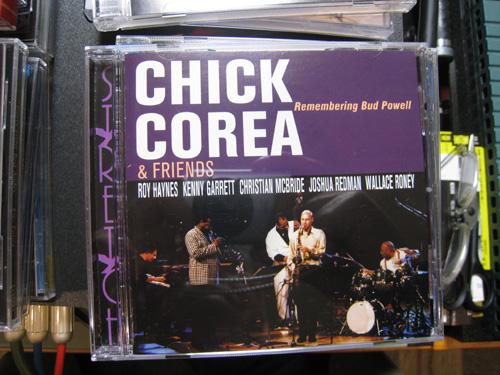 CHICK
COREA
Remembering Bud Powell
& FRIENDS
ROY HAYNES KENNY GARRETT CHRISTIAN MCBRIDE JOSHUA REDMAN WALLACE RONEY
STRETCH